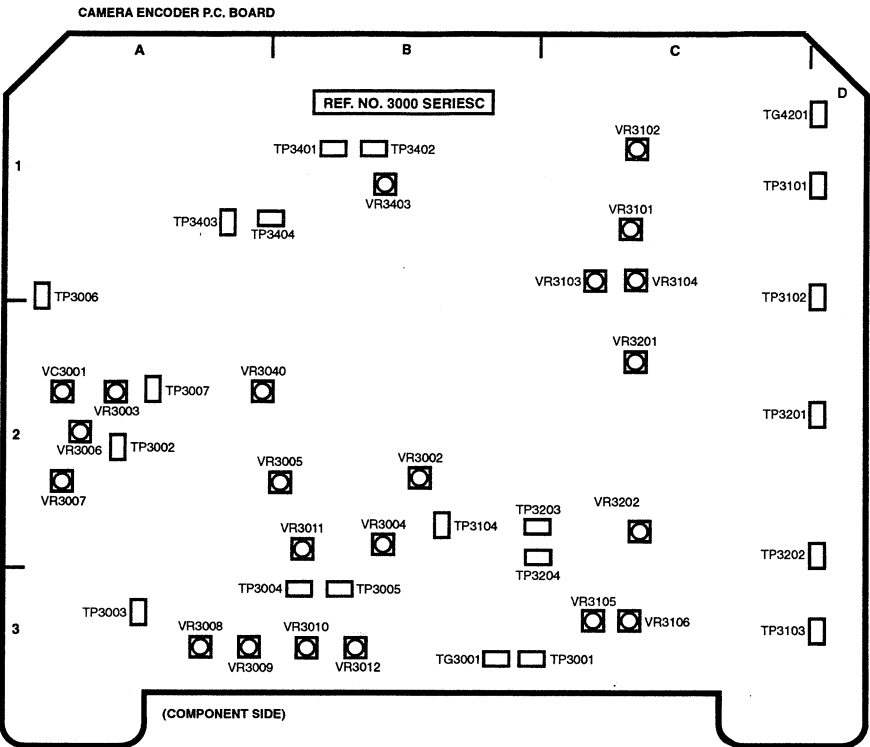 CAMERA ENCODER P.C. BOARD
A B C
D
REF. NO. 3000 SERIESC
TG4201
VR3102
TP3401 TP3402
1
TP3101
VR3403
VR3101
TP3403
TP3404
VR3103 VR3104
TP3006
TP3102
VR3201
VC3001
VR3040
TP3007
VR3003
TP3201
2
VR3006
TP3002
VR3005
VR3002
VR3007
VR3202
TP3203
VR3011
VR3004
TP3104
TP3202
TP3204
TP3004 TP3005
VR3105
TP3003
VR3106
VR3008
VR3010
3
TP3103
VR3009
VR3012
TG3001 TP3001
(COMPONENT SIDE)